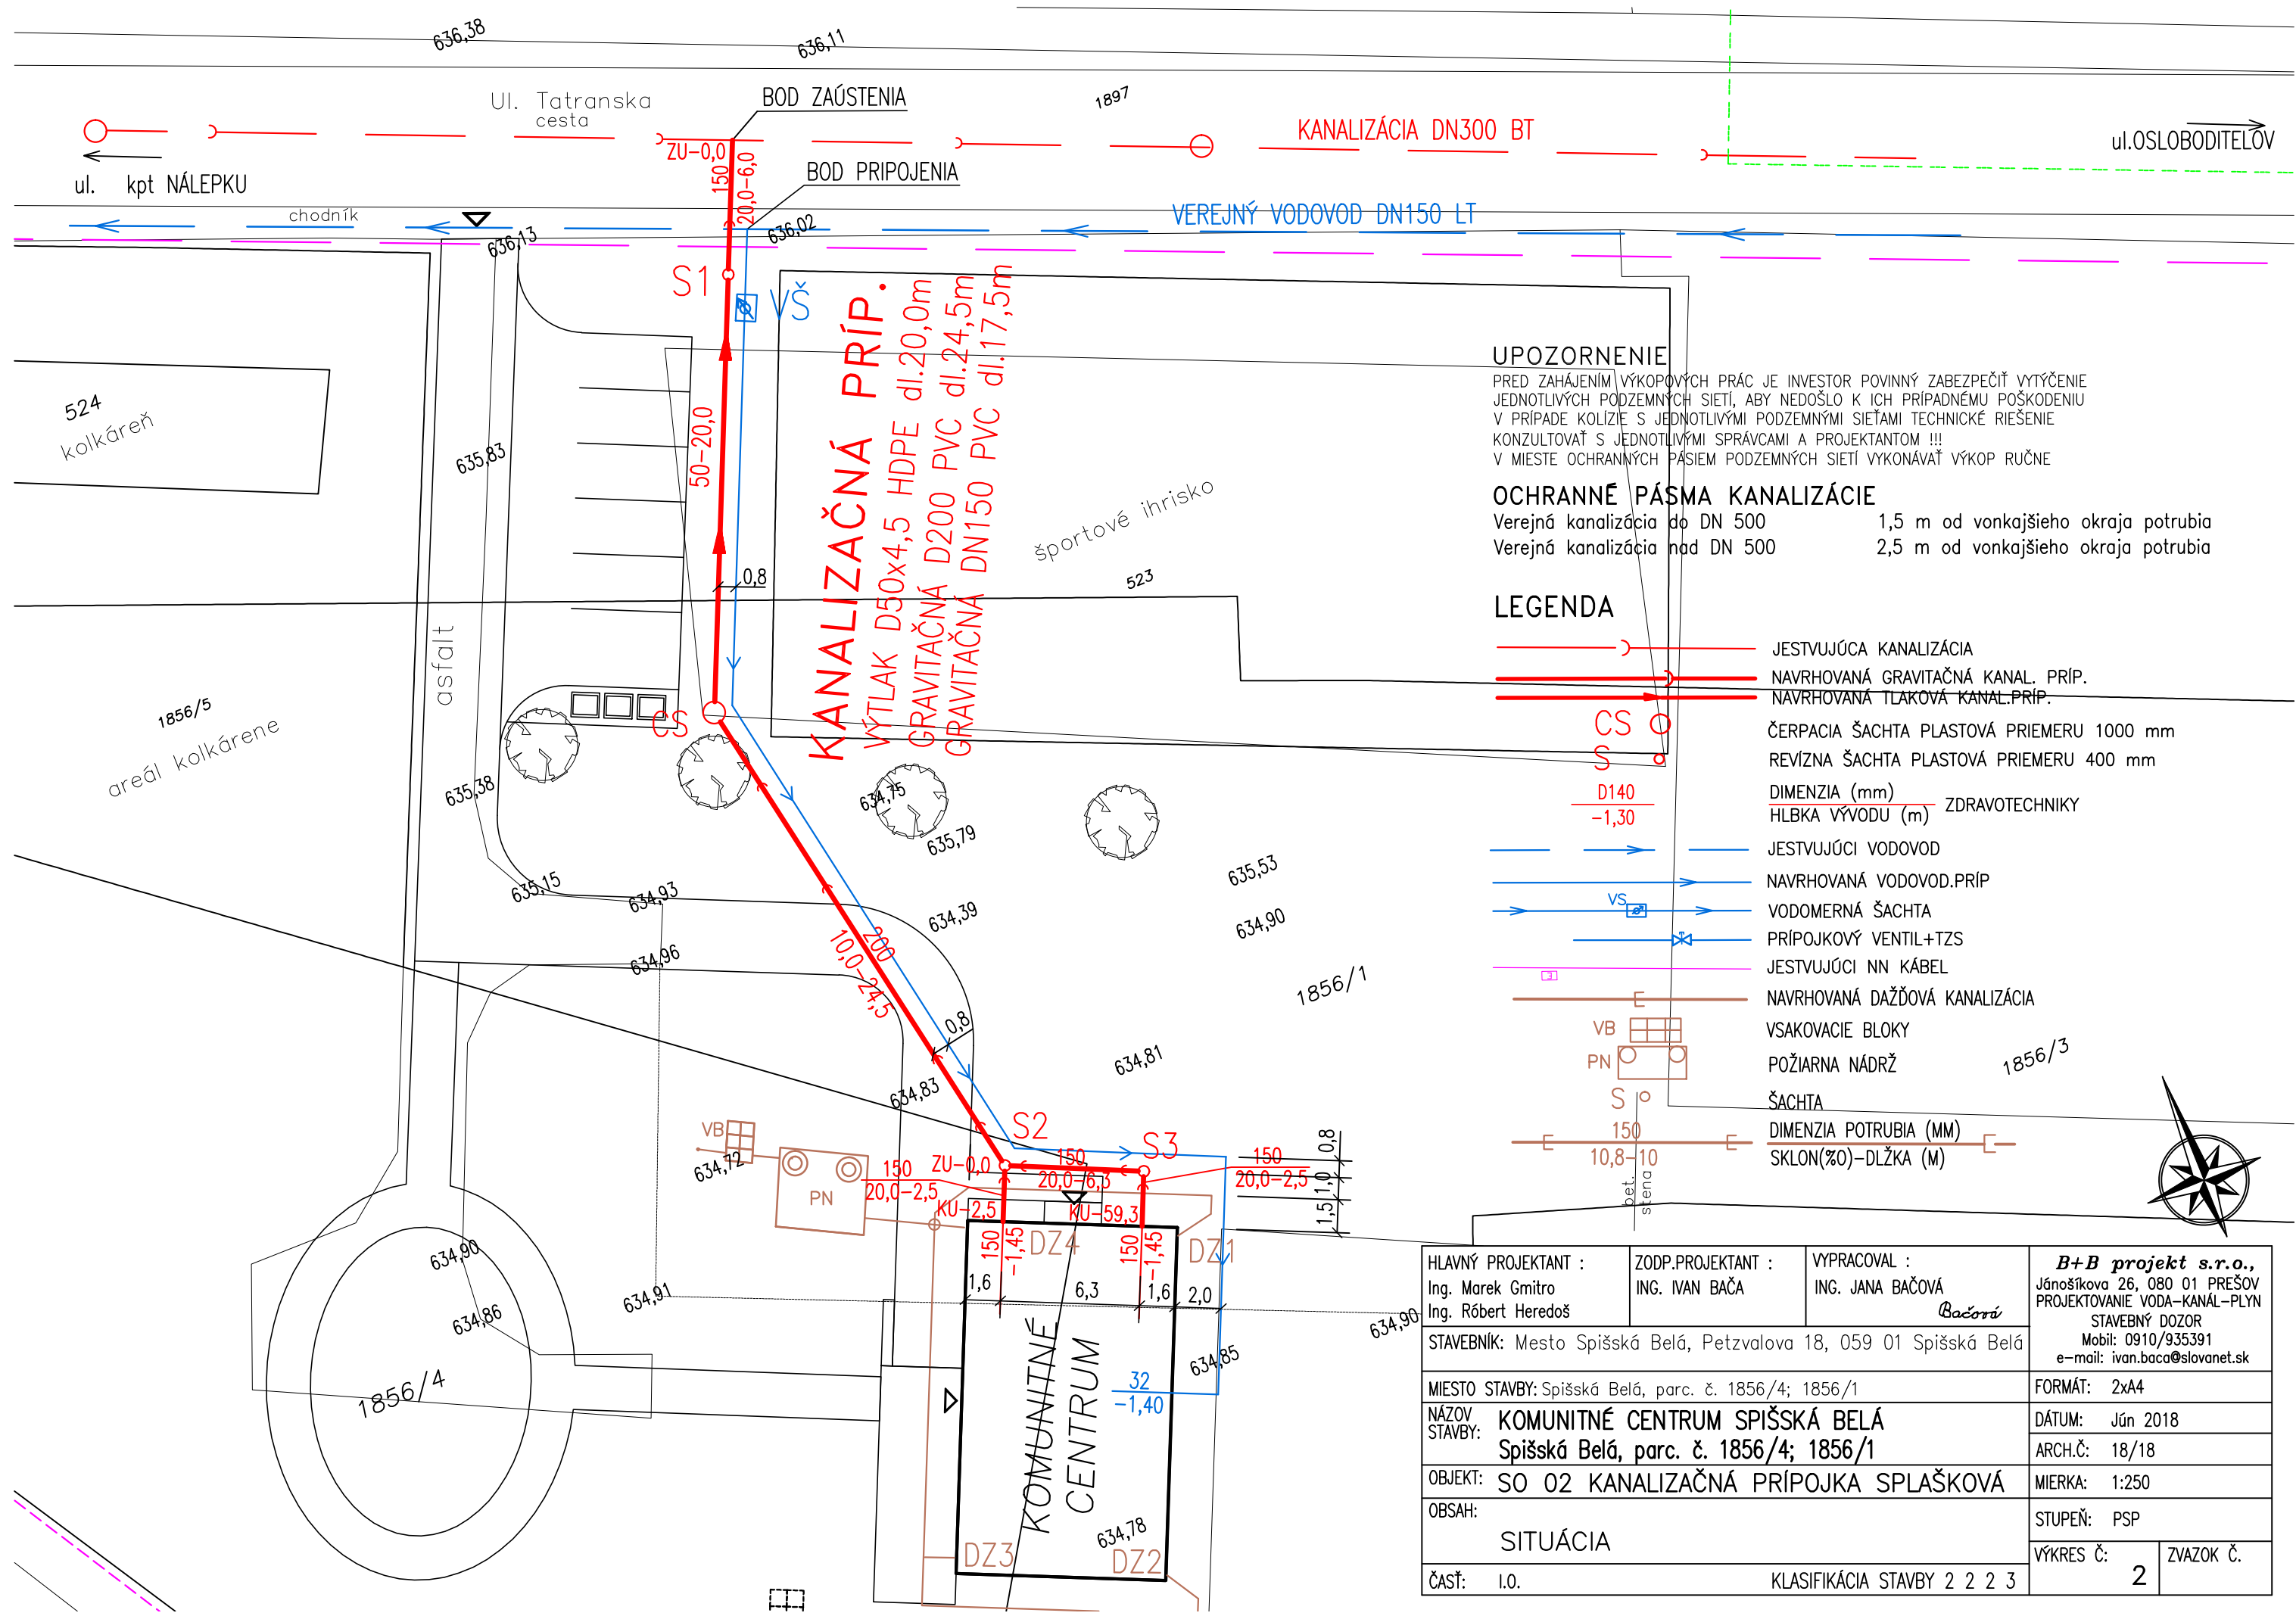 636,38
636,11
Ul. Tatranska
cesta
BOD ZAÚSTENIA
1897
KANALIZÁCIA DN300 BT
ul.OSLOBODITEĽOV
ZU-0,0
150
20,0-6,0
BOD PRIPOJENIA
ul. kpt NÁLEPKU
chodník
VEREJNÝ VODOVOD DN150 LT
636,13
636,02
S1
VŠ
KANALIZAČNÁ PRÍP.
VÝTLAK D50x4,5 HDPE dl.20,0m
GRAVITAČNÁ D200 PVC dl.24,5m
GRAVITAČNÁ DN150 PVC dl.17,5m
524
kolkáreň
635,83
50-20,0
0,8
športové ihrisko
523
asfalt
1856/5
areál kolkárene
CS
635,38
634,75
635,79
635,53
635,15
634,93
634,39
634,90
634,96
200
10,0-24,5
1856/1
0,8
634,81
634,83
S2
S3
VB
634,72
PN
150
20,0-2,5
ZU-0,0
150
20,0-6,3
150
20,0-2,5
0,8
1,0
1,5
KU-2,5
KU-59,3
150
-1,45
DZ4
150
-1,45
DZ1
1,6
6,3
1,6
2,0
634,90
634,91
634,86
634,90
634,85
1856/4
KOMUNITNÉ
CENTRUM
32
-1,40
634,78
DZ3
DZ2
UPOZORNENIE
PRED ZAHÁJENÍM VÝKOPOVÝCH PRÁC JE INVESTOR POVINNÝ ZABEZPEČIŤ VYTÝČENIE
JEDNOTLIVÝCH PODZEMNÝCH SIETÍ, ABY NEDOŠLO K ICH PRÍPADNÉMU POŠKODENIU
V PRÍPADE KOLÍZIE S JEDNOTLIVÝMI PODZEMNÝMI SIEŤAMI TECHNICKÉ RIEŠENIE
KONZULTOVAŤ S JEDNOTLIVÝMI SPRÁVCAMI A PROJEKTANTOM !!!
V MIESTE OCHRANNÝCH PÁSIEM PODZEMNÝCH SIETÍ VYKONÁVAŤ VÝKOP RUČNE
OCHRANNÉ PÁSMA KANALIZÁCIE
Verejná kanalizácia do DN 500 1,5 m od vonkajšieho okraja potrubia
Verejná kanalizácia nad DN 500 2,5 m od vonkajšieho okraja potrubia
LEGENDA
JESTVUJÚCA KANALIZÁCIA
NAVRHOVANÁ GRAVITAČNÁ KANAL. PRÍP.
NAVRHOVANÁ TLAKOVÁ KANAL.PRÍP.
CS ČERPACIA ŠACHTA PLASTOVÁ PRIEMERU 1000 mm
S REVÍZNA ŠACHTA PLASTOVÁ PRIEMERU 400 mm
D140 DIMENZIA (mm)
-1,30 HLBKA VÝVODU (m) ZDRAVOTECHNIKY
JESTVUJÚCI VODOVOD
NAVRHOVANÁ VODOVOD.PRÍP
VS VODOMERNÁ ŠACHTA
PRÍPOJKOVÝ VENTIL+TZS
JESTVUJÚCI NN KÁBEL
NAVRHOVANÁ DAŽĎOVÁ KANALIZÁCIA
VB VSAKOVACIE BLOKY
PN POŽIARNA NÁDRŽ
1856/3
S ŠACHTA
150 DIMENZIA POTRUBIA (MM)
10,8-10 SKLON(%O)-DLŽKA (M)
bet.
stena
HLAVNÝ PROJEKTANT :
Ing. Marek Gmitro
Ing. Róbert Heredoš
ZODP.PROJEKTANT :
ING. IVAN BAČA
VYPRACOVAL :
ING. JANA BAČOVÁ
Bačová
B+B projekt s.r.o.,
Jánošíkova 26, 080 01 PREŠOV
PROJEKTOVANIE VODA-KANÁL-PLYN
STAVEBNÝ DOZOR
Mobil: 0910/935391
e-mail: ivan.baca@slovanet.sk
STAVEBNÍK: Mesto Spišská Belá, Petzvalova 18, 059 01 Spišská Belá
MIESTO STAVBY: Spišská Belá, parc. č. 1856/4; 1856/1
FORMÁT: 2xA4
NÁZOV STAVBY: KOMUNITNÉ CENTRUM SPIŠSKÁ BELÁ
Spišská Belá, parc. č. 1856/4; 1856/1
DÁTUM: Jún 2018
ARCH.Č: 18/18
OBJEKT: SO 02 KANALIZAČNÁ PRÍPOJKA SPLAŠKOVÁ
MIERKA: 1:250
OBSAH:
SITUÁCIA
STUPEŇ: PSP
VÝKRES Č: 2
ZVAZOK Č.
ČASŤ: I.O.
KLASIFIKÁCIA STAVBY 2 2 2 3